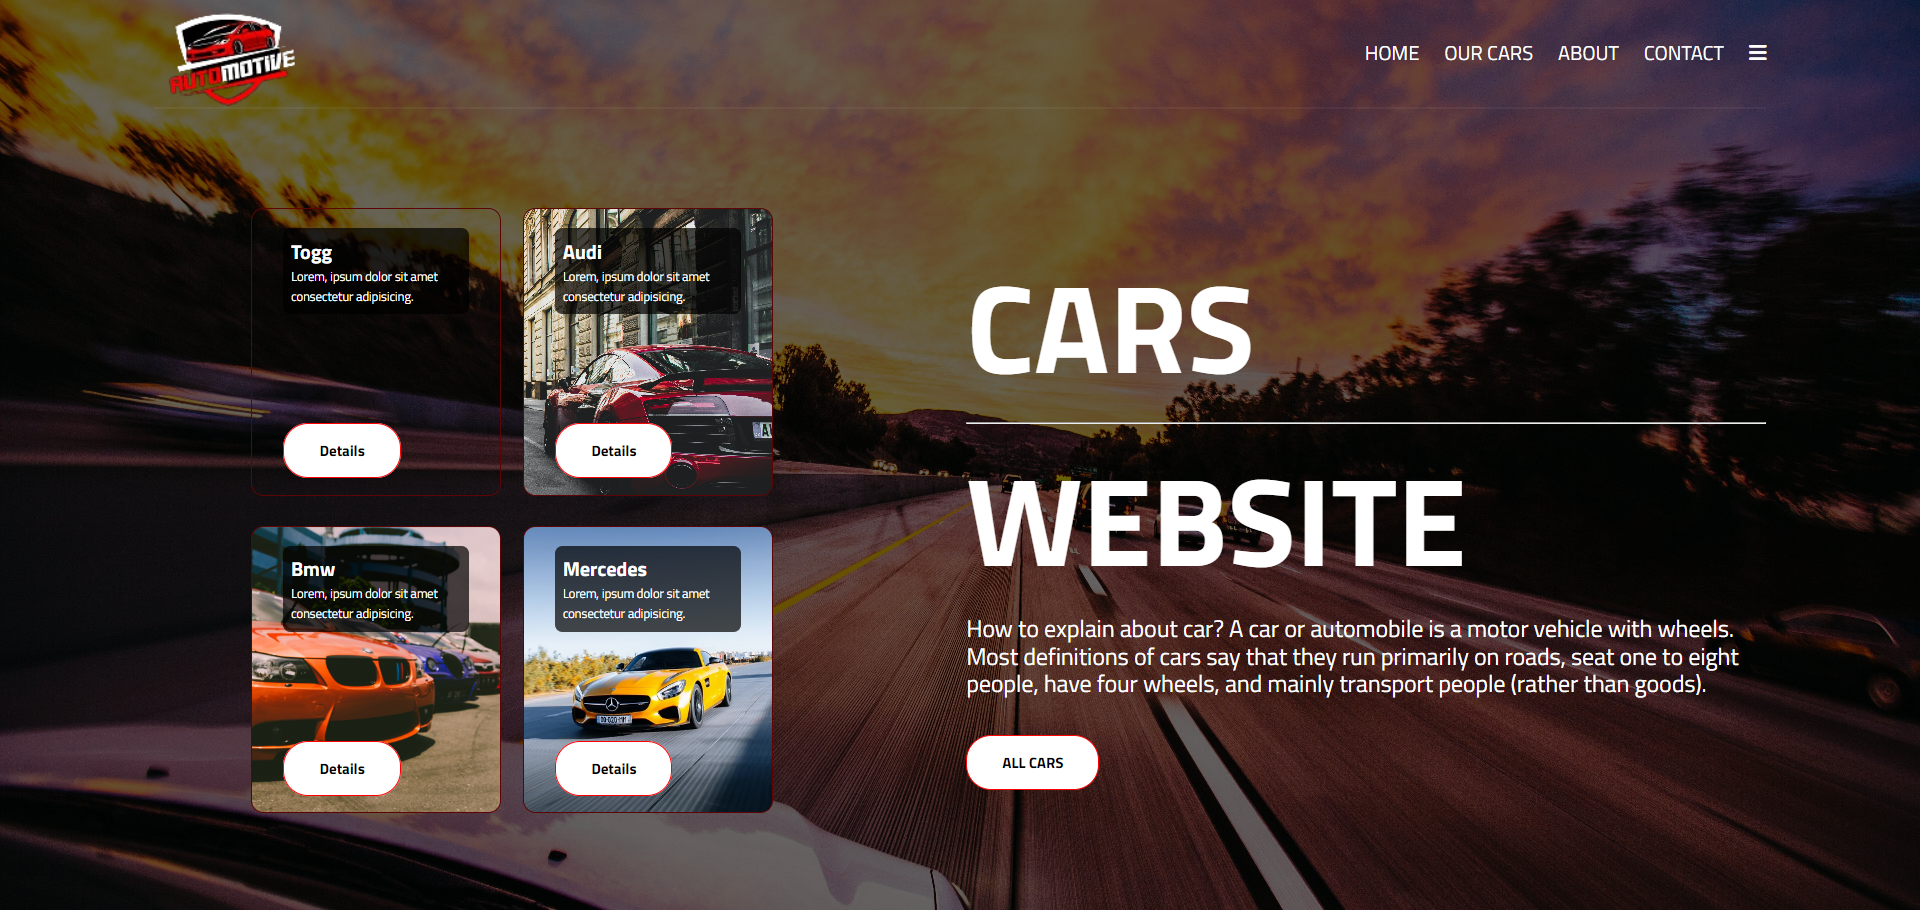 AUTOMOTIVE
HOME OUR CARS ABOUT CONTACT
Togg
Lorem, ipsum dolor sit amet
consectetur adipisicing.
Details
Audi
Lorem, ipsum dolor sit amet
consectetur adipisicing.
Details
Bmw
Lorem, ipsum dolor sit amet
consectetur adipisicing.
Details
Mercedes
Lorem, ipsum dolor sit amet
consectetur adipisicing.
Details
CARS
WEBSITE
How to explain about car? A car or automobile is a motor vehicle with wheels.
Most definitions of cars say that they run primarily on roads, seat one to eight
people, have four wheels, and mainly transport people (rather than goods).
ALL CARS